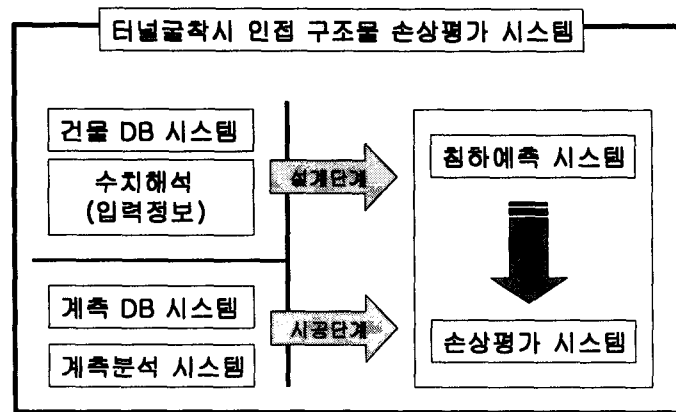 터널굴착시 인접 구조물 손상평가 시스템
건물 DB 시스템
수치해석
(입력정보)
설계단계
침하예측 시스템
계측 DB 시스템
계측분석 시스템
시공단계
손상평가 시스템